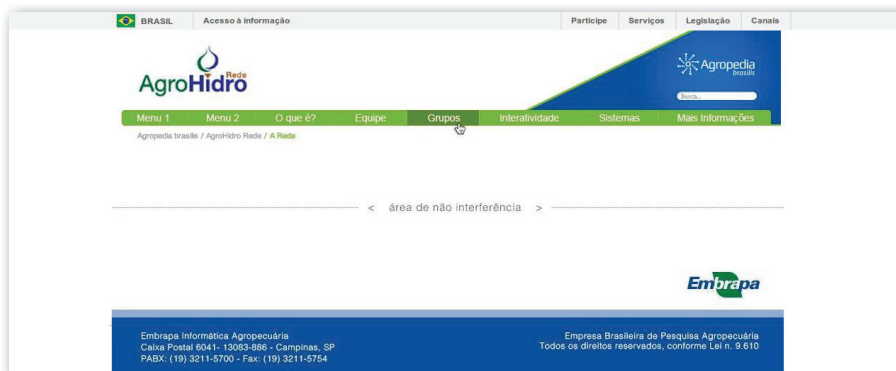 BRASIL Acesso à informação Participe Serviços Legislação Canais
AgroHidro Rede
Agropedia brasilis
Busca...
Menu 1 Menu 2 O que é? Equipe Grupos Interatividade Sistemas Mais Informações
Agropedia brasilis / AgroHidro Rede / A Rede
< área de não interferência >
Embrapa
Embrapa Informática Agropecuária Empresa Brasileira de Pesquisa Agropecuária
Caixa Postal 6041- 13083-886 - Campinas, SP Todos os direitos reservados, conforme Lei n. 9.610
PABX: (19) 3211-5700 - Fax: (19) 3211-5754